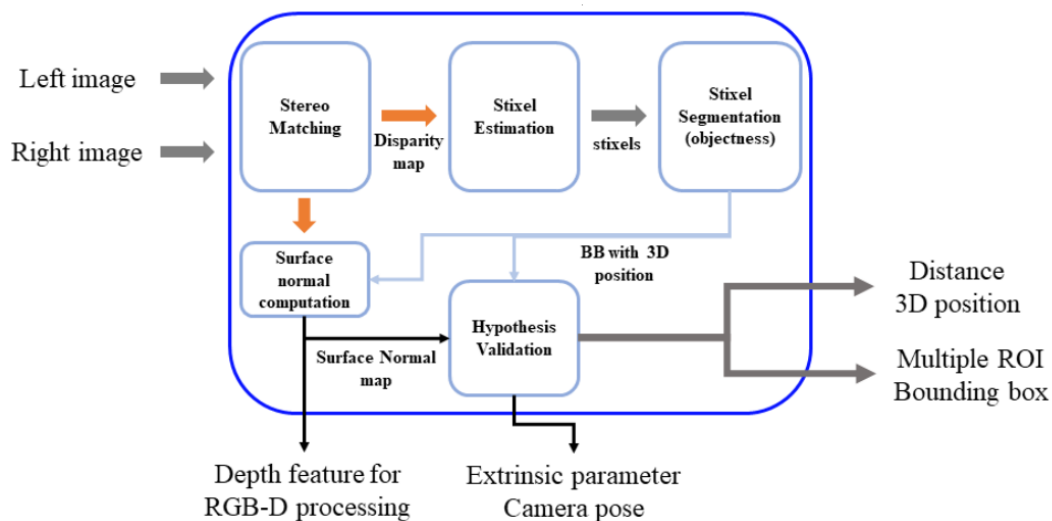 Left image
Right image
Stereo
Matching
Disparity
map
Stixel
Estimation
stixels
Stixel
Segmentation
(objectness)
Surface
normal
computation
BB with 3D
position
Surface Normal
map
Hypothesis
Validation
Distance
3D position
Multiple ROI
Bounding box
Depth feature for
RGB-D processing
Extrinsic parameter
Camera pose